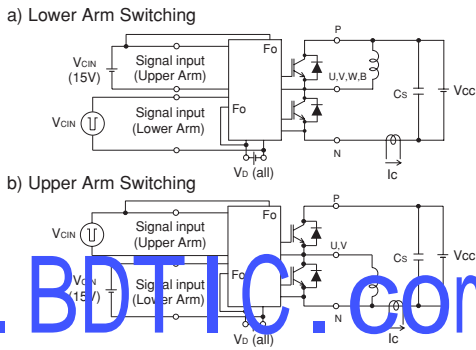 a) Lower Arm Switching
VCIN
(15V)
Signal input
(Upper Arm)
Fo
P
VCIN
Signal input
(Lower Arm)
Fo
U,V,W,B
CS
Vcc
VD (all)
N
Ic
b) Upper Arm Switching
VCIN
Signal input
(Upper Arm)
Fo
P
U,V
VCIN
(15V)
Signal input
(Lower Arm)
Fo
CS
Vcc
VD (all)
N
Ic
. BDTIC . com